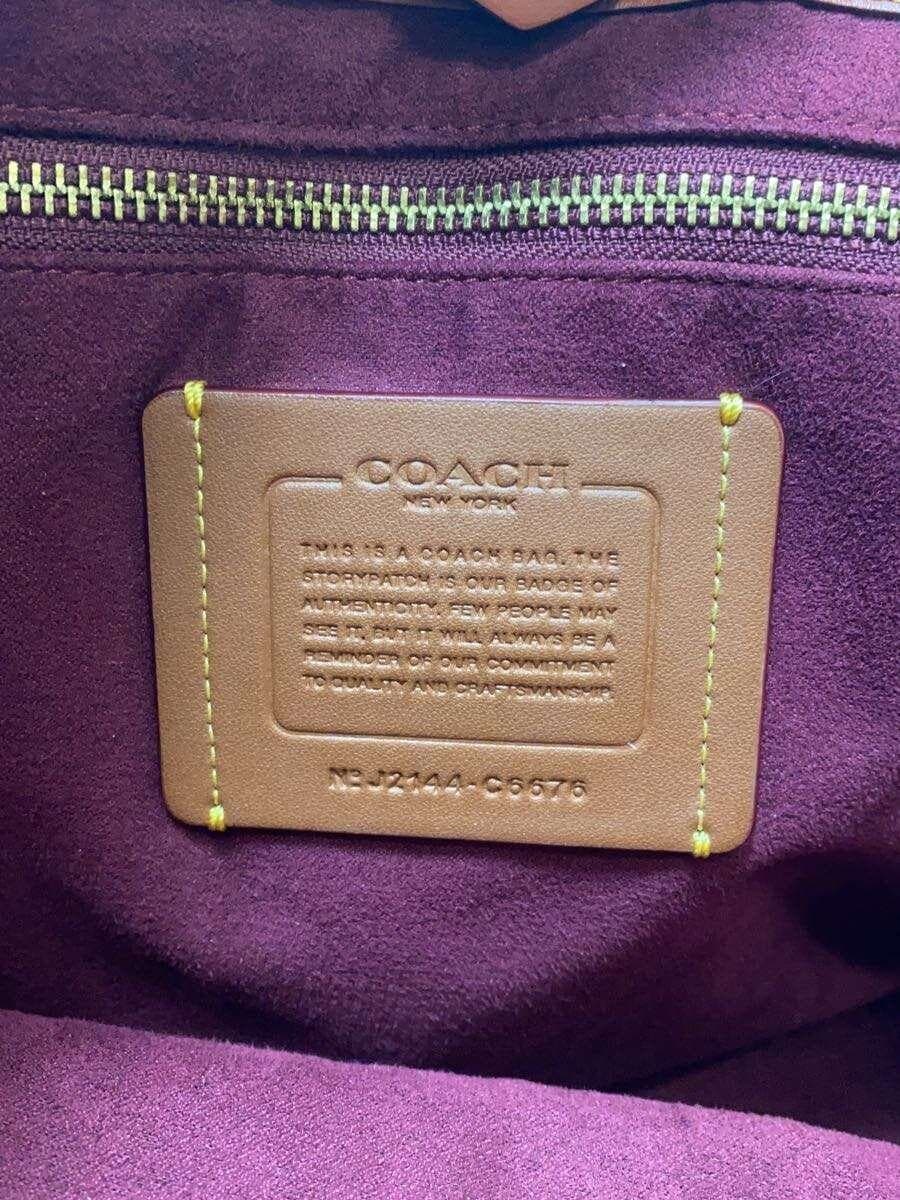 COACH
NEW YORK
THIS IS A COACH BAG. THE
STORYPATCH IS OUR BADGE OF
AUTHENTICITY. FEW PEOPLE MAY
SEE IT, BUT IT WILL ALWAYS BE A
REMINDER OF OUR COMMITMENT
TO QUALITY AND CRAFTSMANSHIP.
Nº J2144-C6676